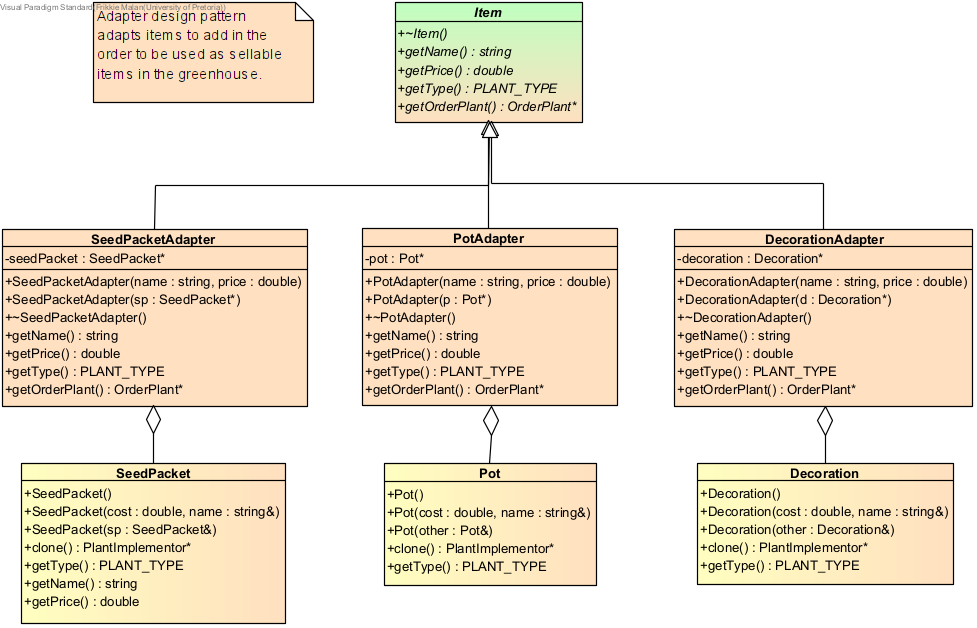 Visual Paradigm Standard(Frikkie Malan(University of Pretoria))
Adapter design pattern
adapts items to add in the
order to be used as sellable
items in the greenhouse.
Item
+~Item()
+getName() : string
+getPrice() : double
+getType() : PLANT_TYPE
+getOrderPlant() : OrderPlant*
SeedPacketAdapter
-seedPacket : SeedPacket*
+SeedPacketAdapter(name : string, price : double)
+SeedPacketAdapter(sp : SeedPacket*)
+~SeedPacketAdapter()
+getName() : string
+getPrice() : double
+getType() : PLANT_TYPE
+getOrderPlant() : OrderPlant*
PotAdapter
-pot : Pot*
+PotAdapter(name : string, price : double)
+PotAdapter(p : Pot*)
+~PotAdapter()
+getName() : string
+getPrice() : double
+getType() : PLANT_TYPE
+getOrderPlant() : OrderPlant*
DecorationAdapter
-decoration : Decoration*
+DecorationAdapter(name : string, price : double)
+DecorationAdapter(d : Decoration*)
+~DecorationAdapter()
+getName() : string
+getPrice() : double
+getType() : PLANT_TYPE
+getOrderPlant() : OrderPlant*
SeedPacket
+SeedPacket()
+SeedPacket(cost : double, name : string&)
+SeedPacket(sp : SeedPacket&)
+clone() : PlantImplementor*
+getType() : PLANT_TYPE
+getName() : string
+getPrice() : double
Pot
+Pot()
+Pot(cost : double, name : string&)
+Pot(other : Pot&)
+clone() : PlantImplementor*
+getType() : PLANT_TYPE
Decoration
+Decoration()
+Decoration(cost : double, name : string&)
+Decoration(other : Decoration&)
+clone() : PlantImplementor*
+getType() : PLANT_TYPE